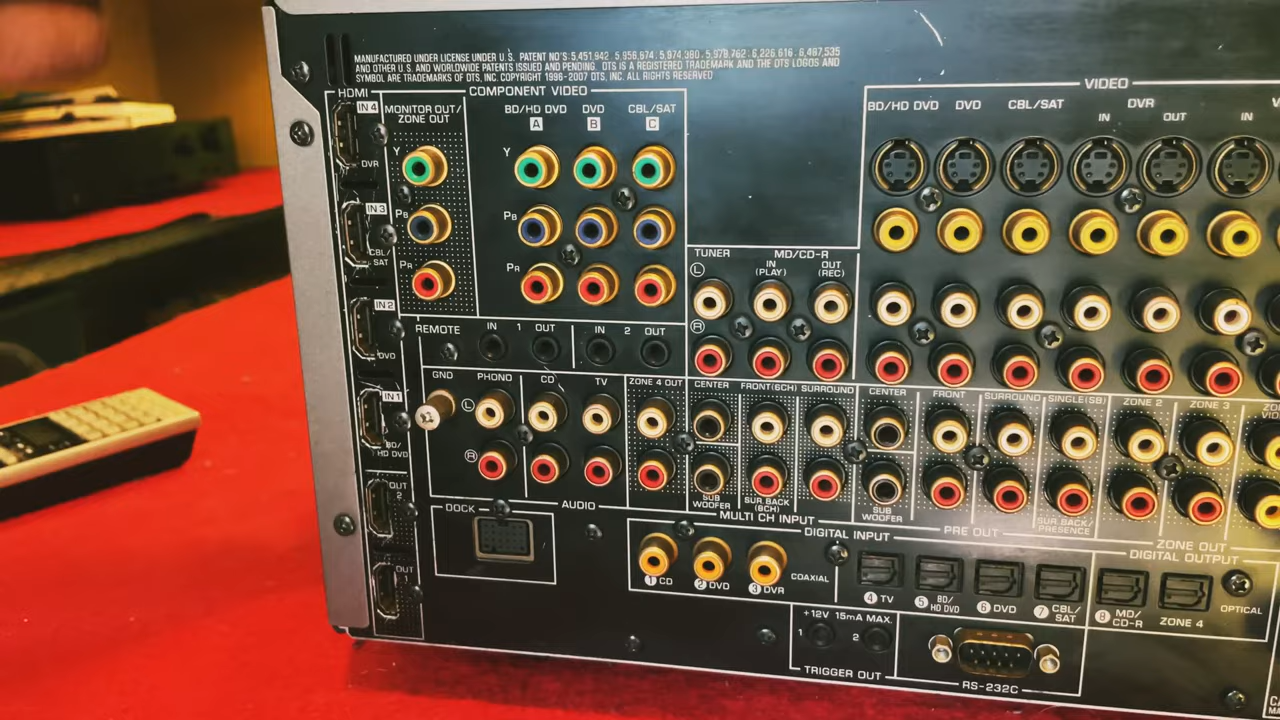 MANUFACTURED UNDER LICENSE UNDER U.S. PATENT NO'S 5,451,942 5,956,674 5,974,380 5,978,762 6,226,616 6,487,535
AND OTHER U.S. AND WORLDWIDE PATENTS ISSUED AND PENDING. DTS IS A REGISTERED TRADEMARK AND THE DTS LOGOS AND
SYMBOL ARE TRADEMARKS OF DTS, INC. COPYRIGHT 1996-2007 DTS, INC. ALL RIGHTS RESERVED
HDMI
COMPONENT VIDEO
VIDEO
IN 4
MONITOR OUT/
ZONE OUT
BD/HD DVD
DVD
CBL/SAT
A
B
C
BD/HD DVD
DVD
CBL/SAT
DVR
IN
OUT
IN
DVR
Y
Y
IN 3
PB
PB
CBL/
SAT
PR
PR
TUNER
MD/CD-R
IN
(PLAY)
OUT
(REC)
L
R
IN 2
DVD
REMOTE
IN
1
OUT
IN
2
OUT
IN 1
BD/
HD DVD
GND
PHONO
CD
TV
ZONE 4 OUT
CENTER
FRONT(6CH)
SURROUND
CENTER
FRONT
SURROUND
SINGLE(SB)
ZONE 2
ZONE 3
L
R
SUB
WOOFER
SUR. BACK
(8CH)
SUB
WOOFER
SUR. BACK/
PRESENCE
OUT
2
DOCK
AUDIO
MULTI CH INPUT
PRE OUT
ZONE OUT
DIGITAL INPUT
DIGITAL OUTPUT
OUT
1 CD
2 DVD
3 DVR
COAXIAL
4 TV
5 BD/
HD DVD
6 DVD
7 CBL/
SAT
8 MD/
CD-R
ZONE 4
OPTICAL
+12V 15mA MAX.
1
2
TRIGGER OUT
RS-232C